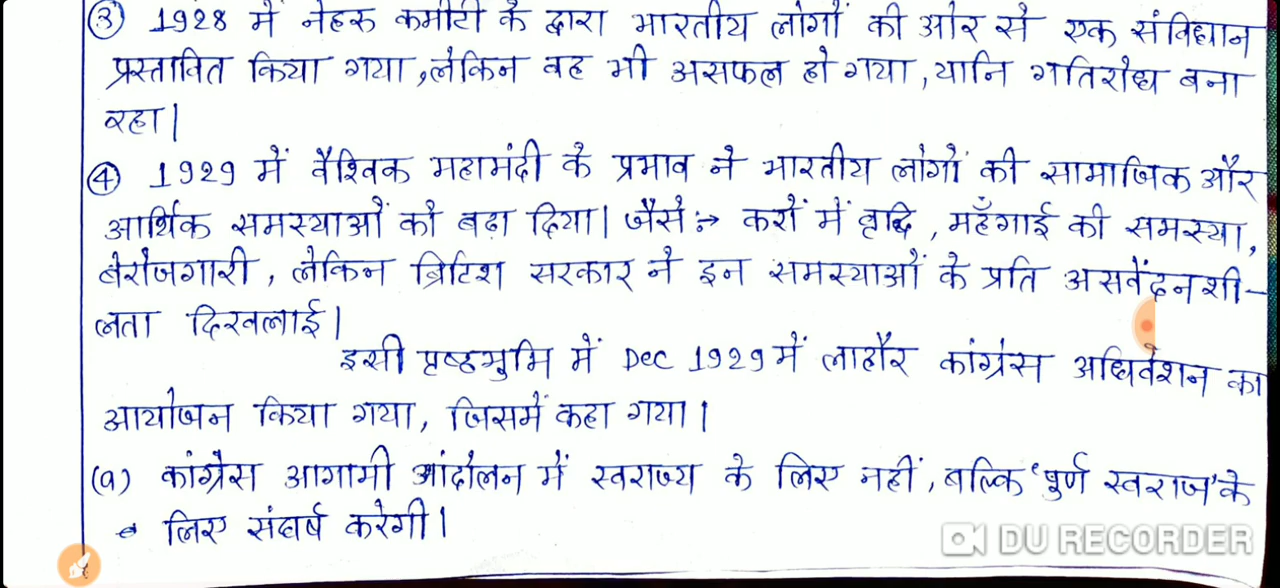 ③ 1928 में नेहरु कमीटी के द्वारा भारतीय लोगों की ओर से एक संविधान
प्रस्तावित किया गया, लेकिन वह भी असफल हो गया, यानि गतिरोध बना
रहा|
④ 1929 में वैश्विक महामंदी के प्रभाव ने भारतीय लोगों की सामाजिक और
आर्थिक समस्याओं को बढ़ा दिया| जैसे :→ करों में वृद्धि , महँगाई की समस्या,
बेरोजगारी , लेकिन ब्रिटिश सरकार ने इन समस्याओं के प्रति असवेंदनशी-
लता दिखलाई|
इसी प्रष्ठभुमि में Dec 1929 में लाहौर कांग्रेस अधिवेशन का
आयोजन किया गया, जिसमें कहा गया|
(a) कांग्रेस आगामी आंदोलन में स्वराज्य के लिए नहीं, बल्कि 'पुर्ण स्वराज' के
लिए संघर्ष करेगी|
DU RECORDER